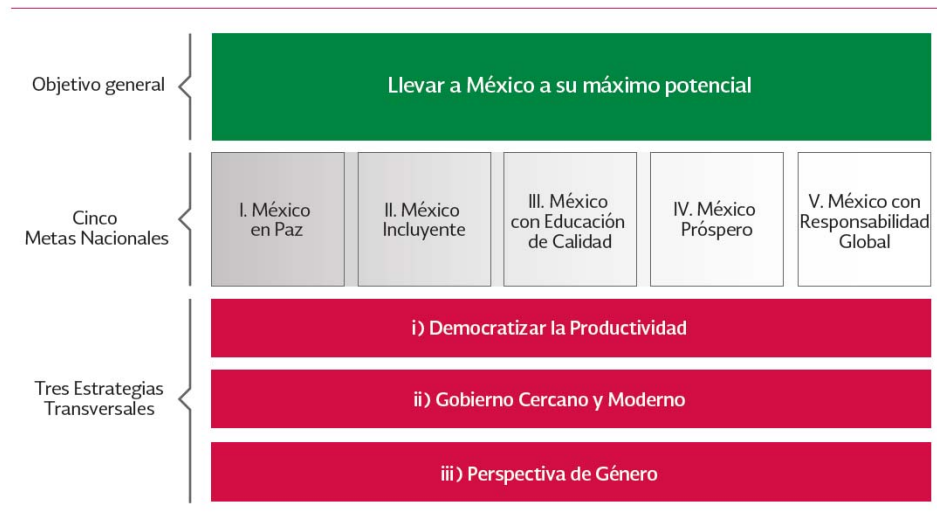 Objetivo general
Llevar a México a su máximo potencial
Cinco
Metas Nacionales
I. México
en Paz
II. México
Incluyente
III. México
con Educación
de Calidad
IV. México
Próspero
V. México con
Responsabilidad
Global
Tres Estrategias
Transversales
i) Democratizar la Productividad
ii) Gobierno Cercano y Moderno
iii) Perspectiva de Género